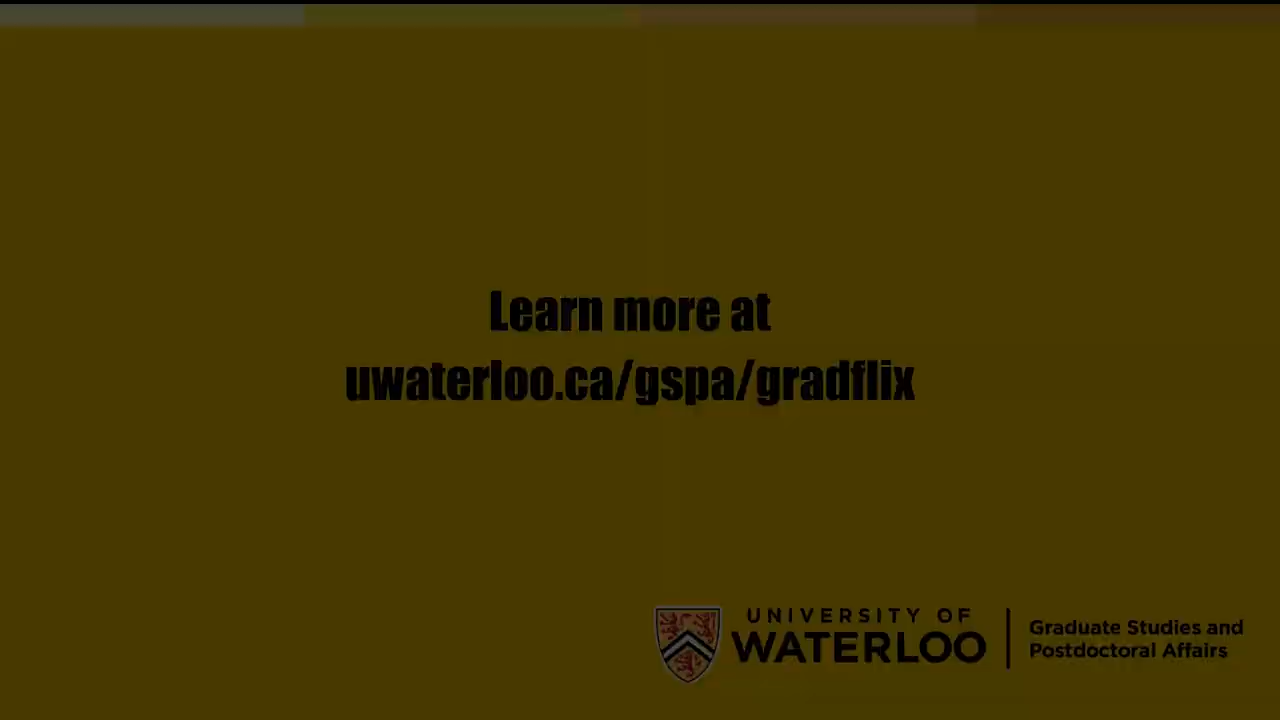 Learn more at
uwaterloo.ca/gspa/gradflix
UNIVERSITY OF
WATERLOO
Graduate Studies and
Postdoctoral Affairs